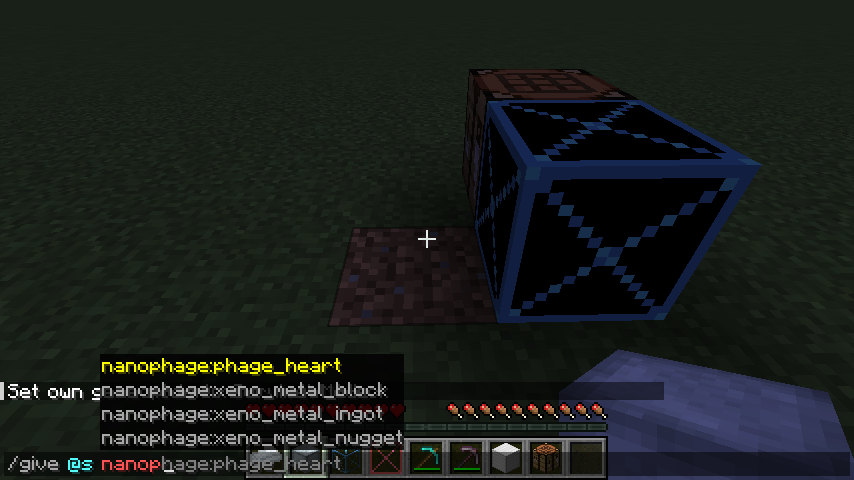 nanophage:phage_heart
Set own g
nanophage:xeno_metal_block
nanophage:xeno_metal_ingot
nanophage:xeno_metal_nugget
/give @s nanophage:phage_heart